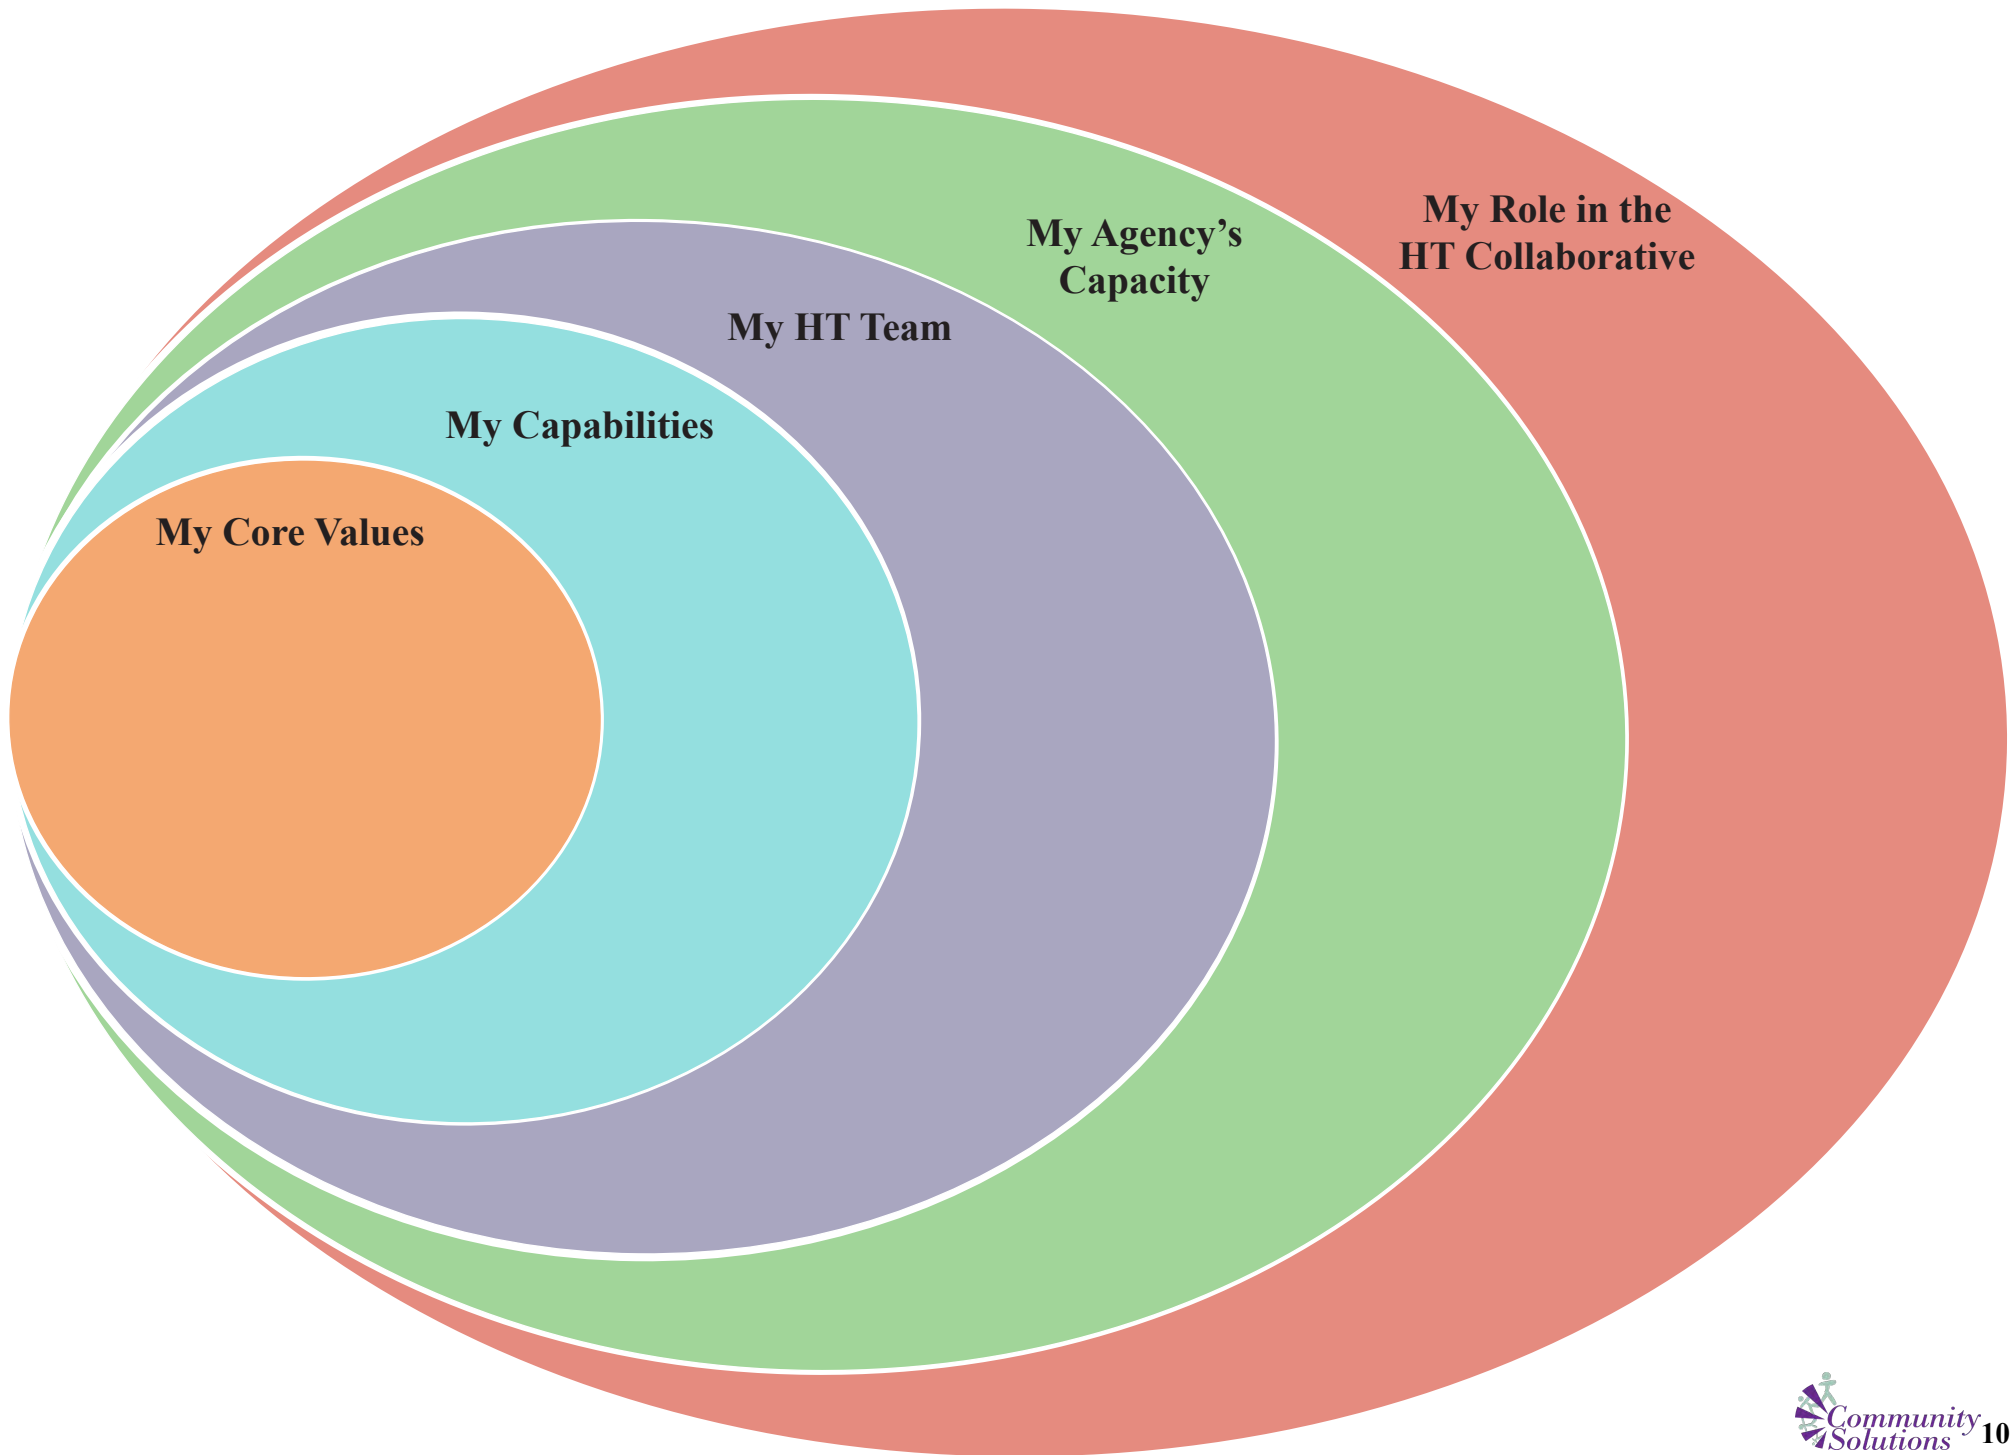 My Role in the
HT Collaborative
My Agency’s
Capacity
My HT Team
My Capabilities
My Core Values
Community
Solutions
10